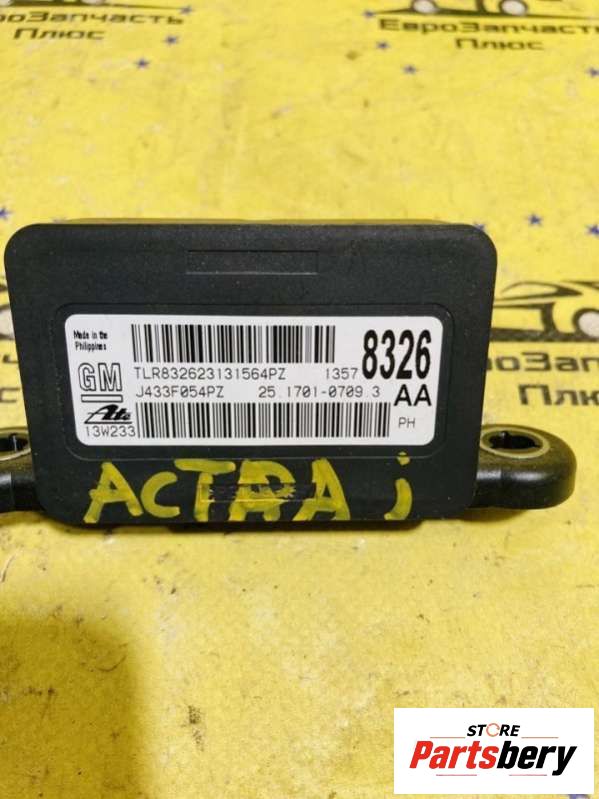 ЕвроЗапчасть
Плюс
ЕвроЗапчасть
Плюс
Made in the
Philippines
GM
TLR832623131564PZ
1357
8326
J433F054PZ
25.1701-0709.3
AA
Ate
13W233
PH
АСТРА j
STORE
Partsbery